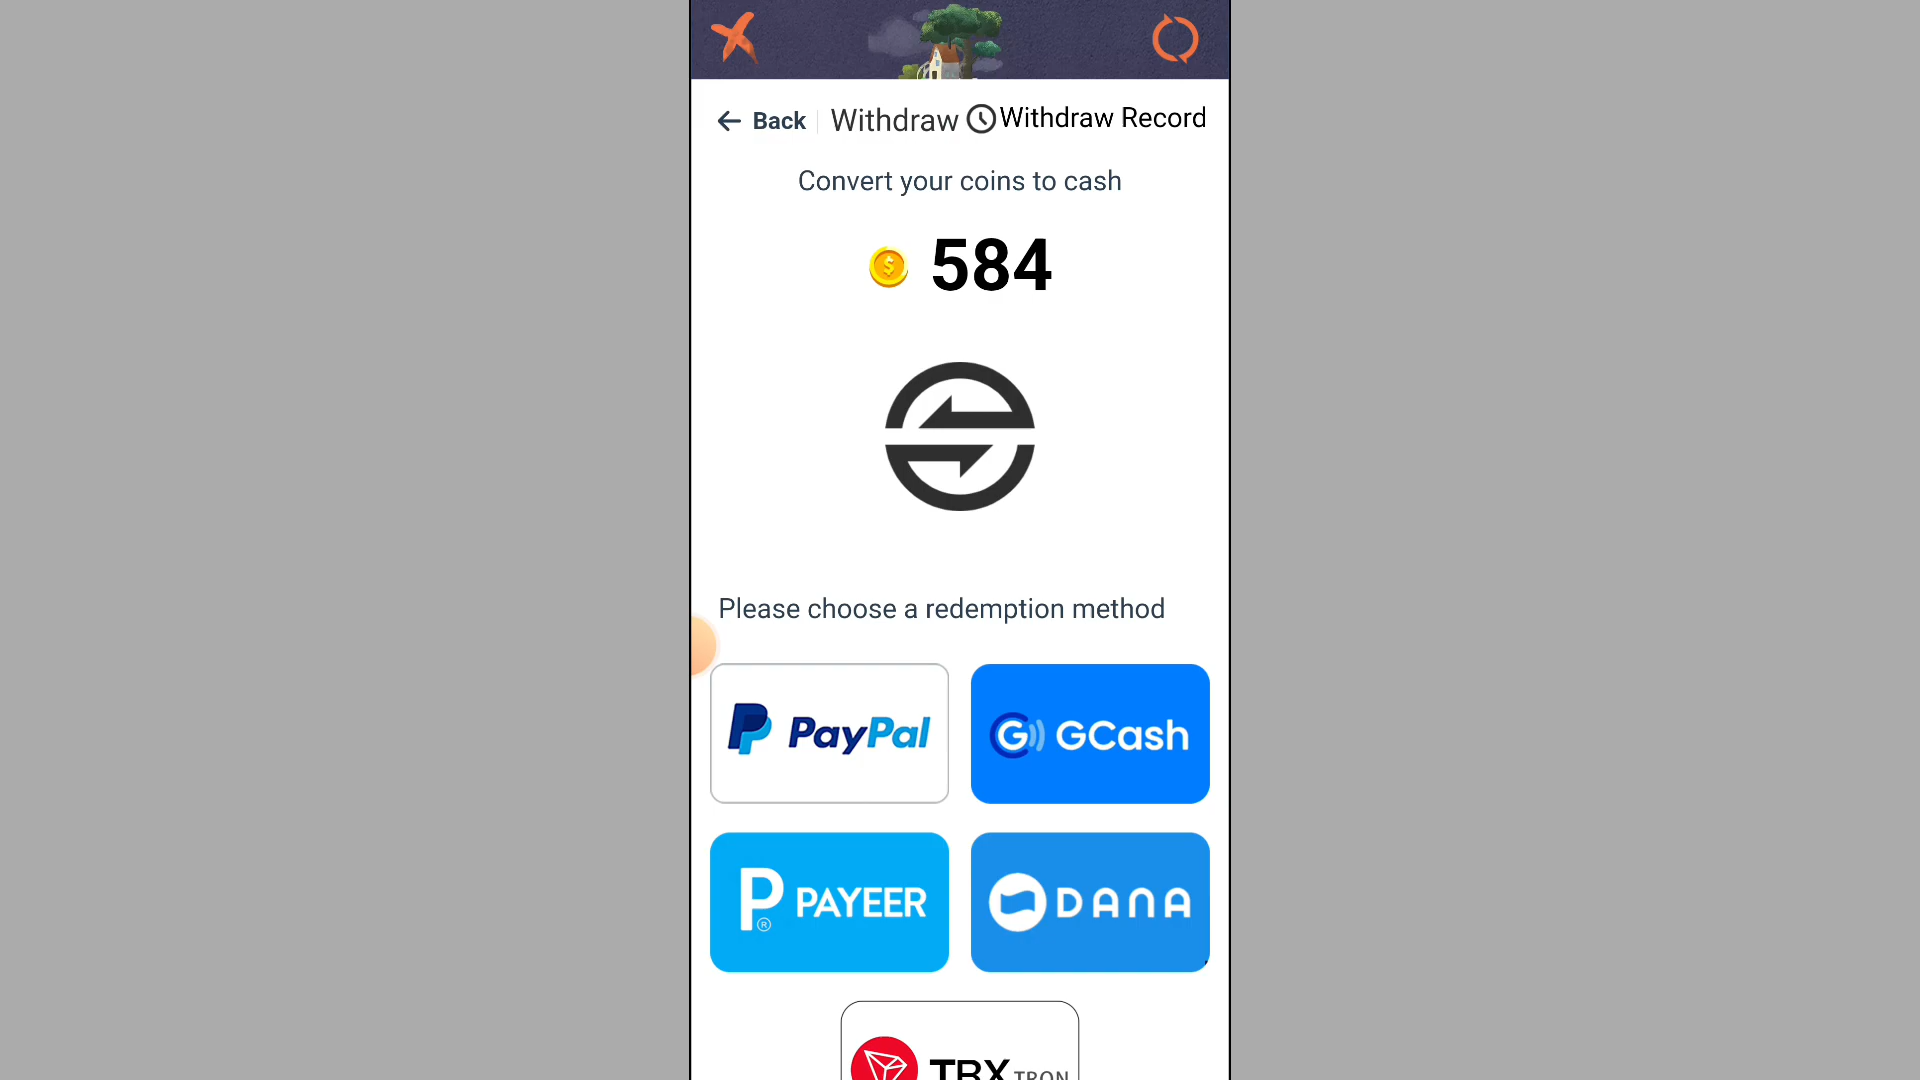 Back
Withdraw
Withdraw Record
Convert your coins to cash
584
Please choose a redemption method
PayPal
GCash
PAYEER
DANA
TRX TRON